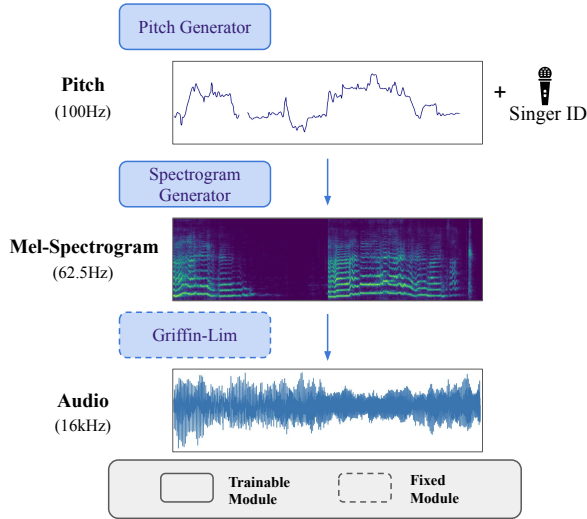 Pitch Generator
Pitch
(100Hz)
+
Singer ID
Spectrogram
Generator
Mel-Spectrogram
(62.5Hz)
Griffin-Lim
Audio
(16kHz)
Trainable
Module
Fixed
Module